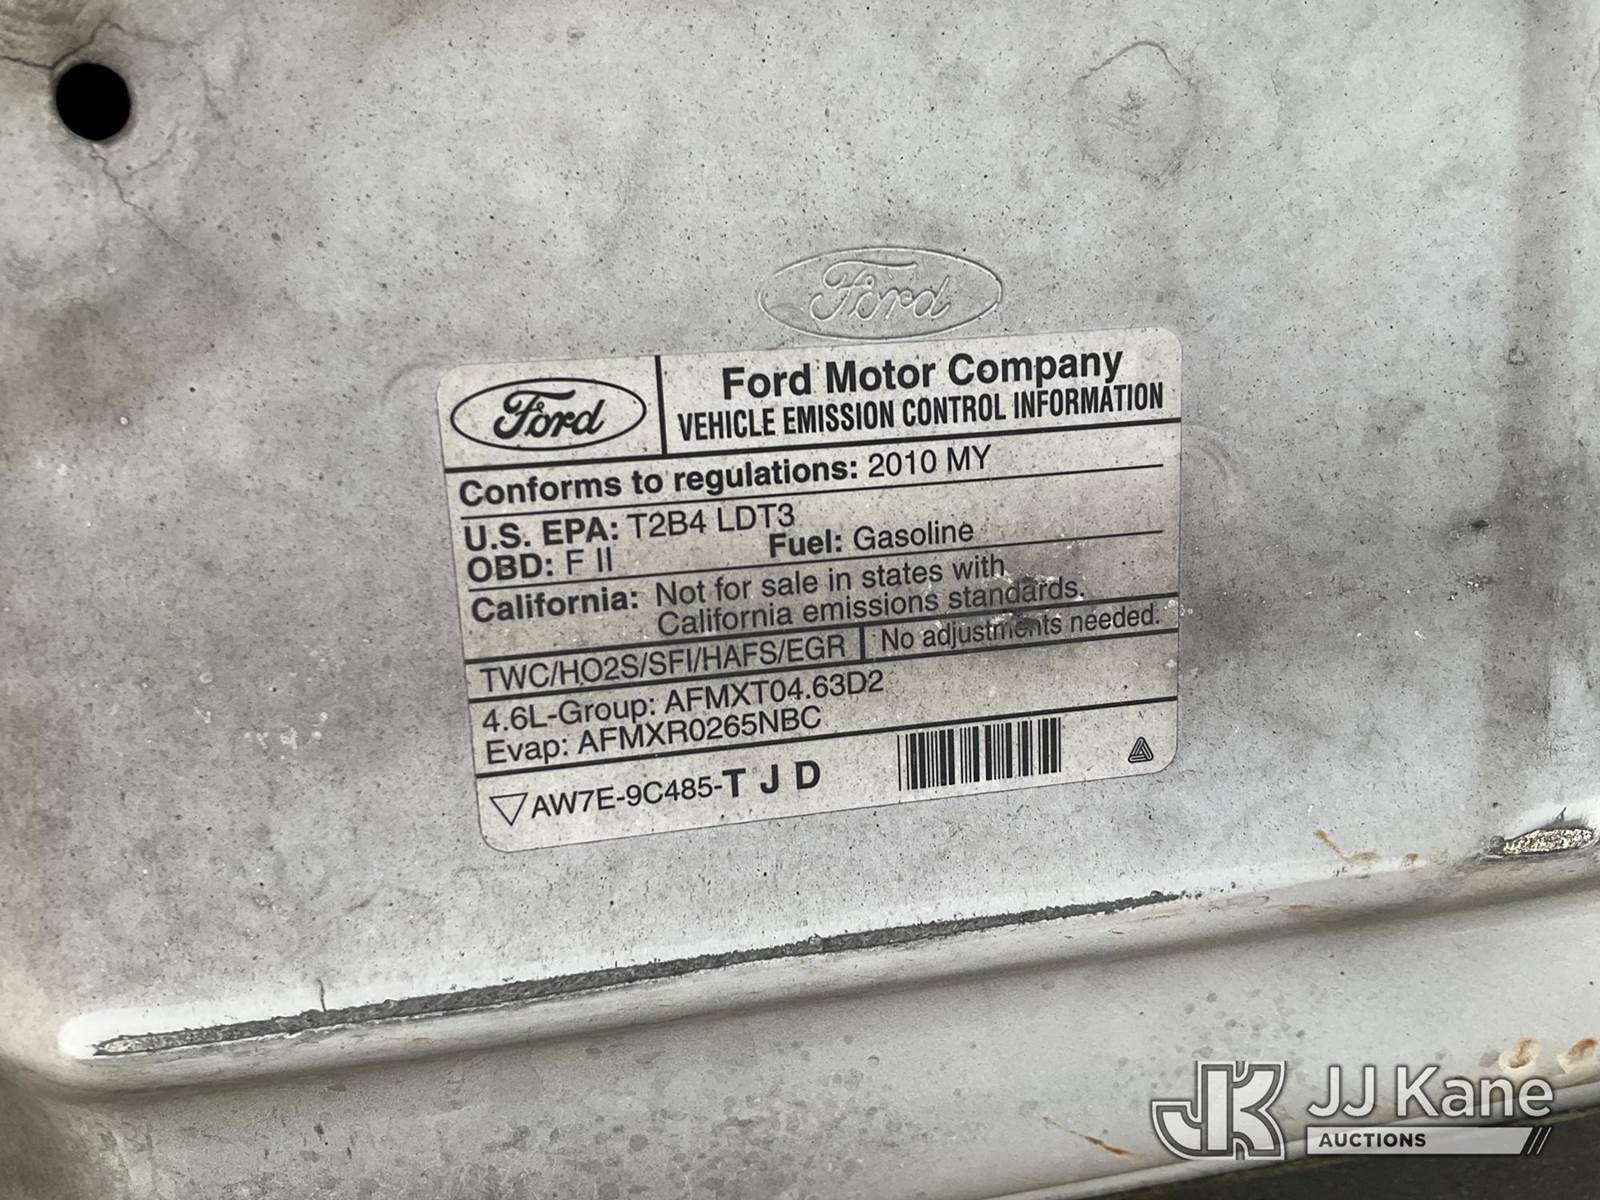 Ford
Ford
Ford Motor Company
VEHICLE EMISSION CONTROL INFORMATION
Conforms to regulations: 2010 MY
U.S. EPA: T2B4 LDT3
OBD: F II Fuel: Gasoline
California: Not for sale in states with
California emissions standards.
TWC/HO2S/SFI/HAFS/EGR No adjustments needed.
4.6L-Group: AFMXT04.63D2
Evap: AFMXR0265NBC
AW7E-9C485-T J D
JK JJ Kane
AUCTIONS